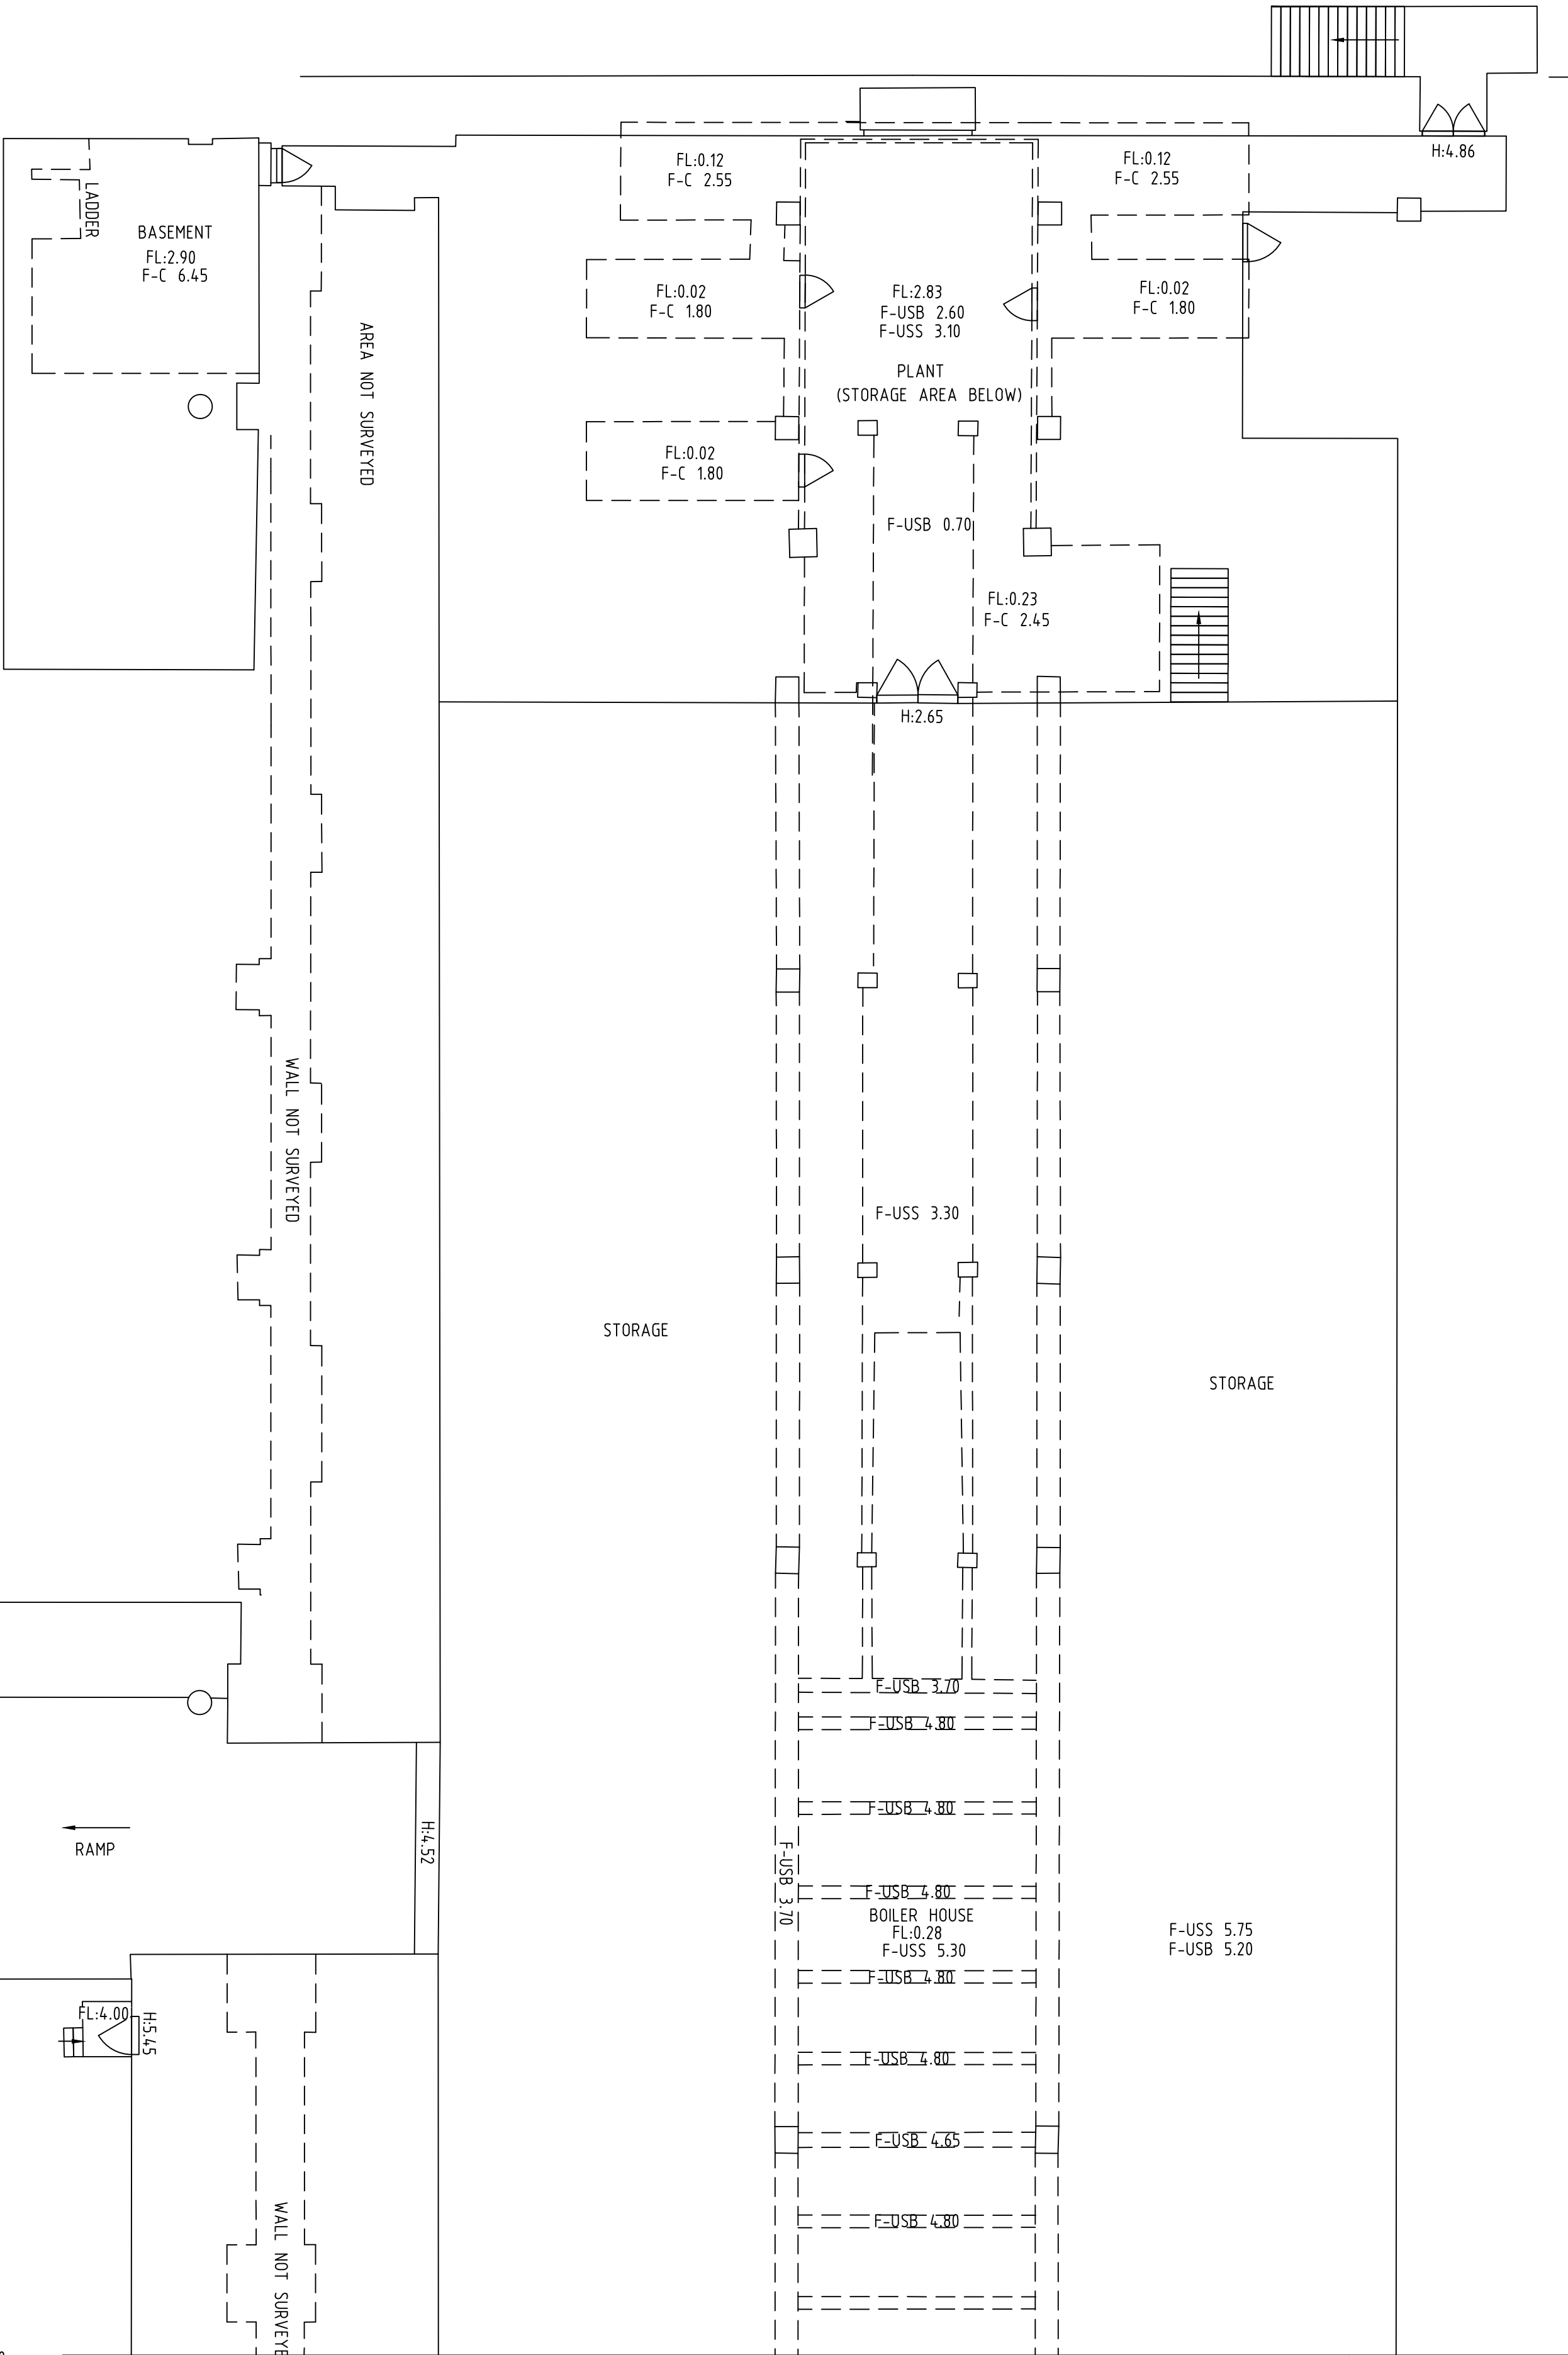 H:4.86
FL:0.12
F-C 2.55
FL:0.12
F-C 2.55
LADDER
BASEMENT
FL:2.90
F-C 6.45
FL:0.02
F-C 1.80
FL:2.83
F-USB 2.60
F-USS 3.10
FL:0.02
F-C 1.80
AREA NOT SURVEYED
PLANT
(STORAGE AREA BELOW)
FL:0.02
F-C 1.80
F-USB 0.70
FL:0.23
F-C 2.45
H:2.65
WALL NOT SURVEYED
F-USS 3.30
STORAGE
STORAGE
F-USB 3.70
F-USB 4.80
F-USB 4.80
RAMP
H:4.52
F-USB 3.70
F-USB 4.80
BOILER HOUSE
FL:0.28
F-USS 5.30
F-USS 5.75
F-USB 5.20
F-USB 4.80
FL:4.00
H:5.45
F-USB 4.80
F-USB 4.65
F-USB 4.80
WALL NOT SURVEYE